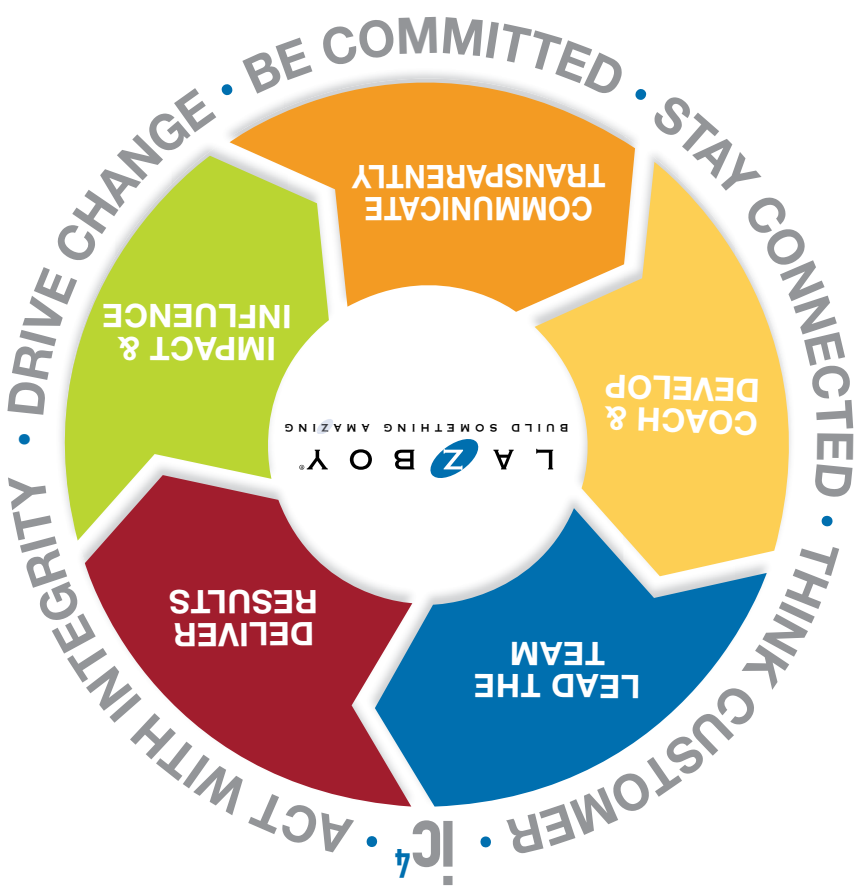 ic4 • ACT WITH INTEGRITY • DRIVE CHANGE • BE COMMITTED • STAY CONNECTED • THINK CUSTOMER •
LEAD THE
TEAM
DELIVER
RESULTS
LA Z BOY®
BUILD SOMETHING AMAZING
COACH &
DEVELOP
IMPACT &
INFLUENCE
COMMUNICATE
TRANSPARENTLY